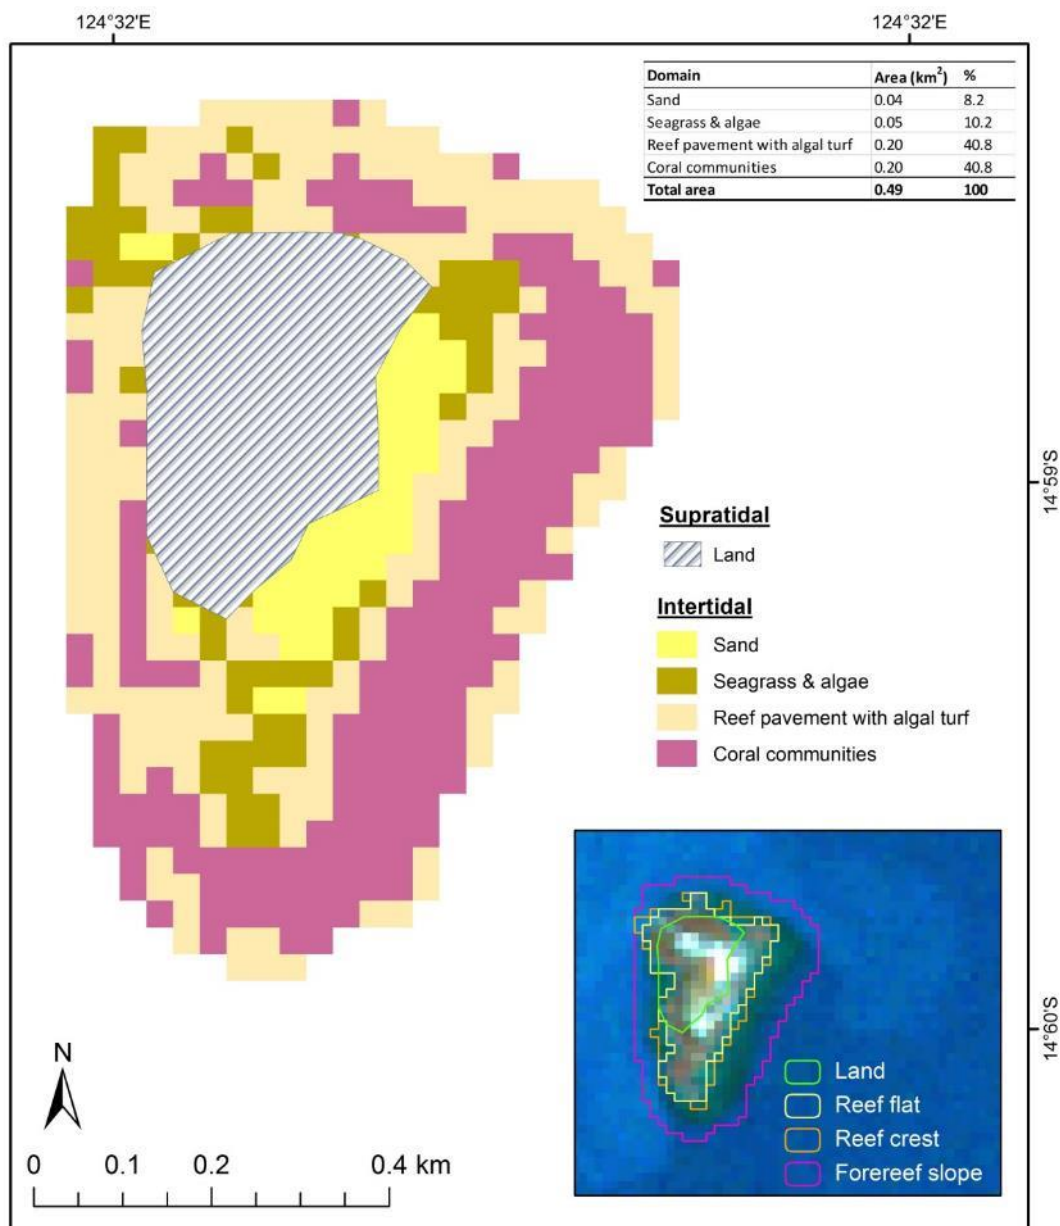 124°32'E
124°32'E
Domain Area (km²) %
Sand 0.04 8.2
Seagrass & algae 0.05 10.2
Reef pavement with algal turf 0.20 40.8
Coral communities 0.20 40.8
Total area 0.49 100
14°59'S
Supratidal
Land
Intertidal
Sand
Seagrass & algae
Reef pavement with algal turf
Coral communities
14°60'S
N
0 0.1 0.2 0.4 km
Land
Reef flat
Reef crest
Forereef slope